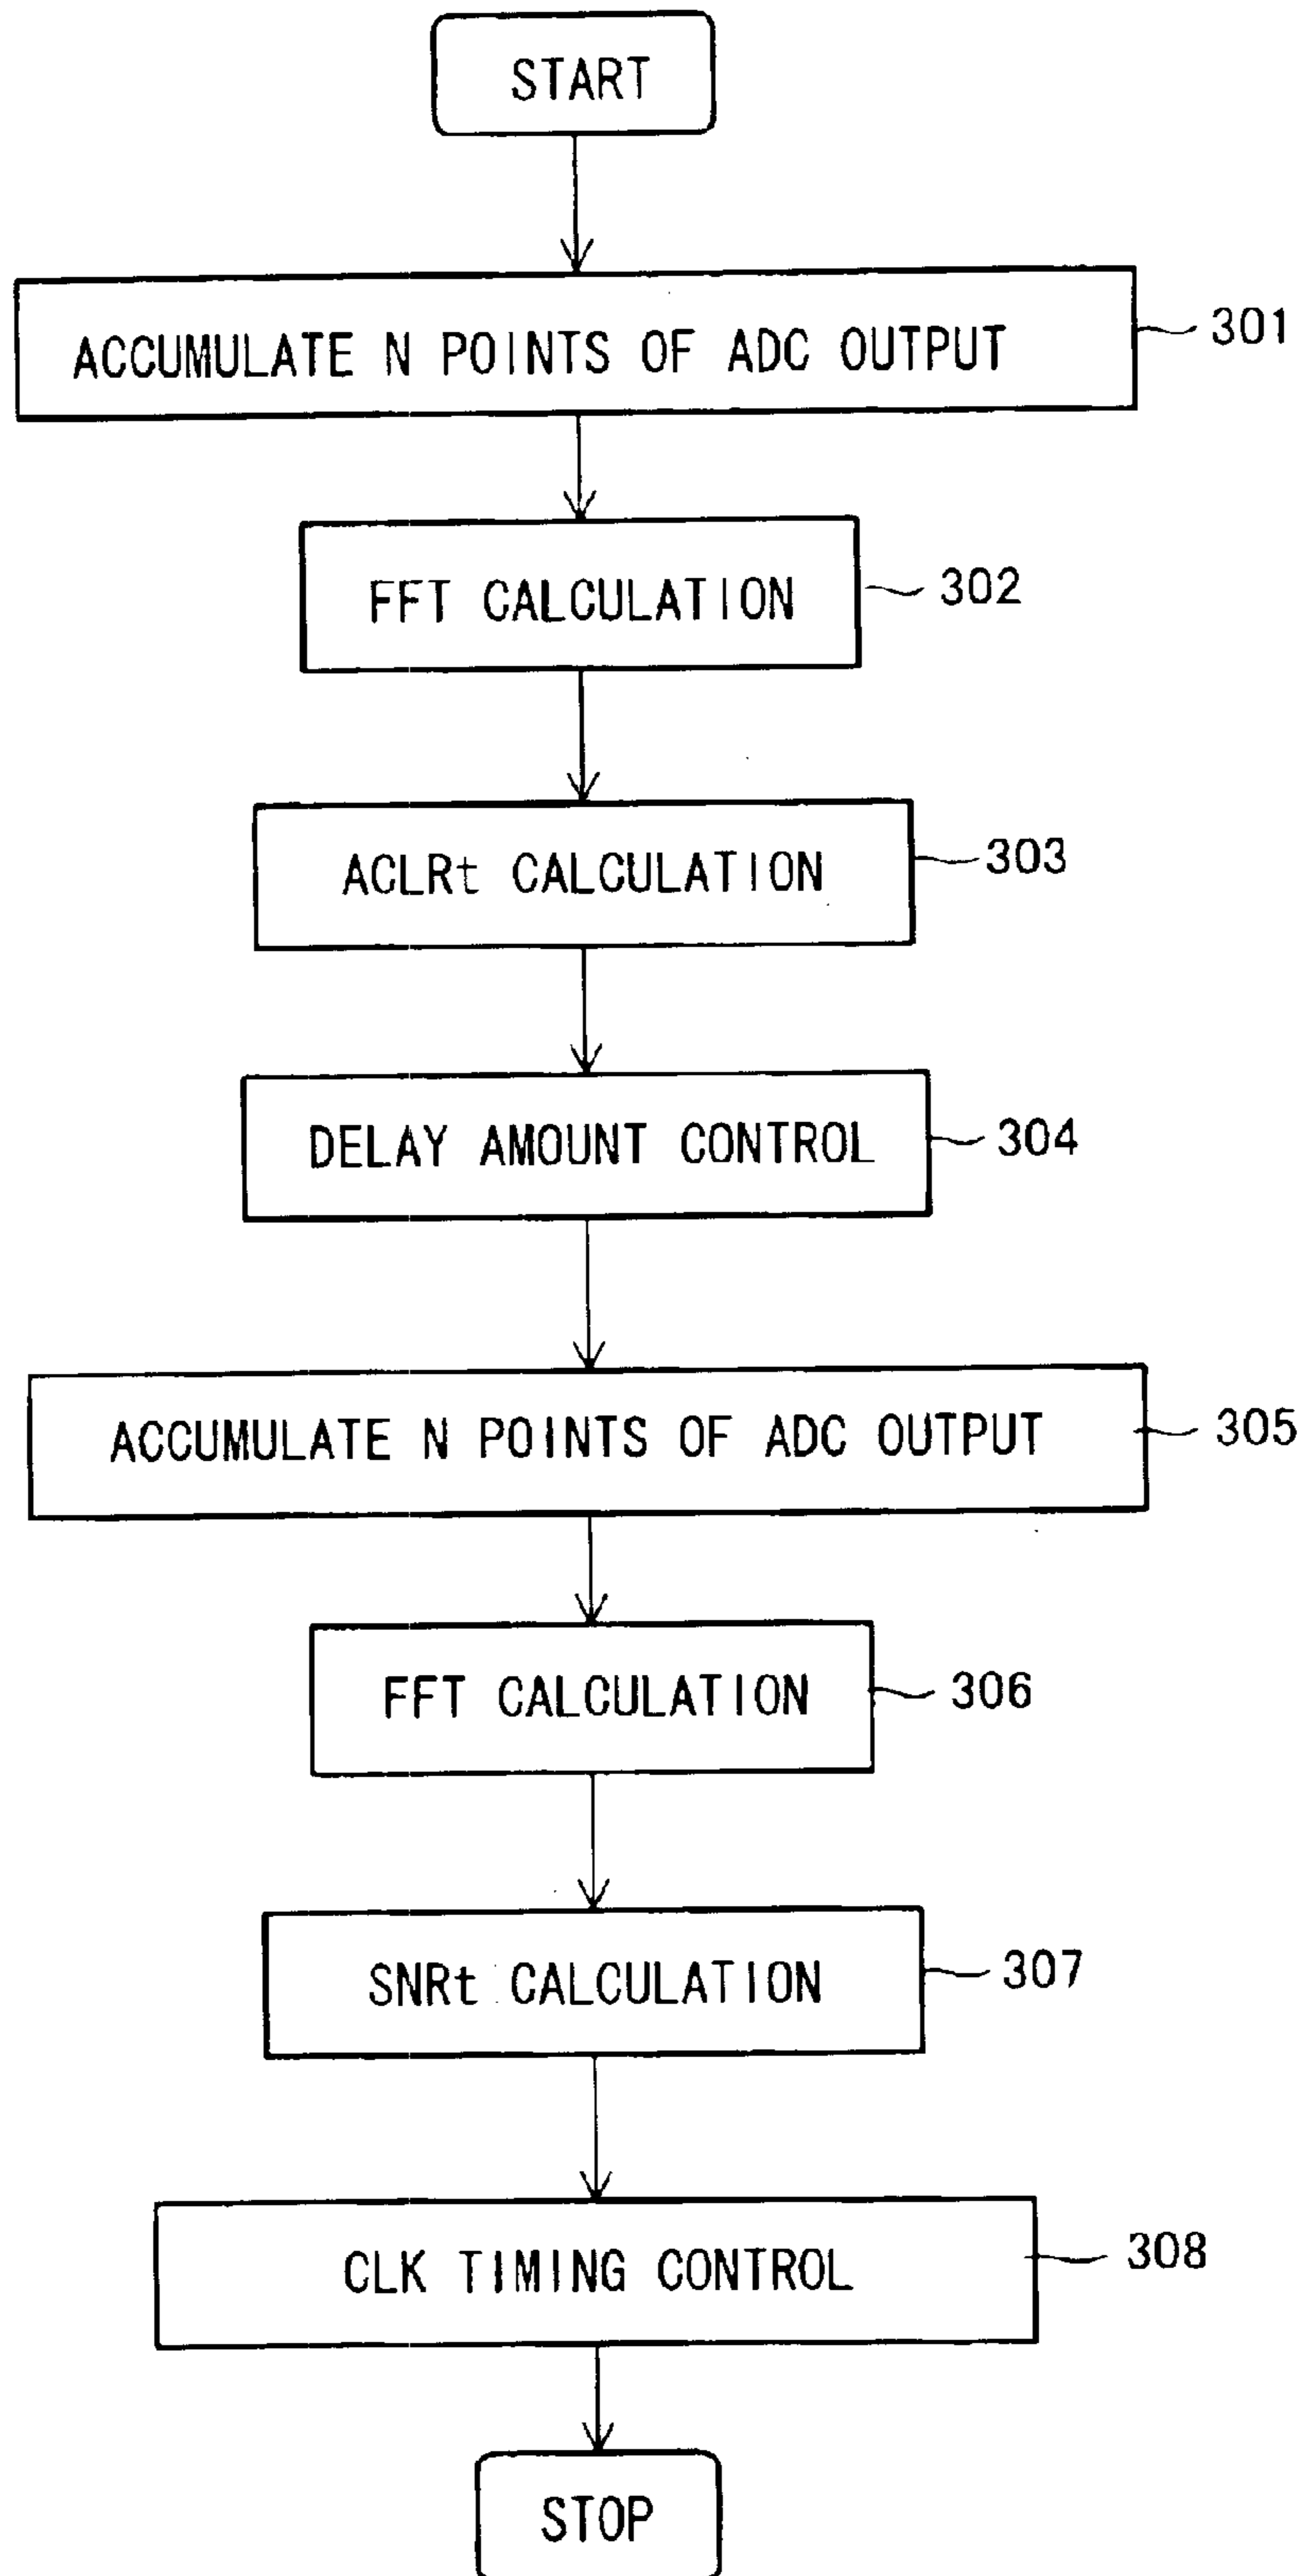 START
ACCUMULATE N POINTS OF ADC OUTPUT 301
FFT CALCULATION 302
ACLRt CALCULATION 303
DELAY AMOUNT CONTROL 304
ACCUMULATE N POINTS OF ADC OUTPUT 305
FFT CALCULATION 306
SNRt CALCULATION 307
CLK TIMING CONTROL 308
STOP